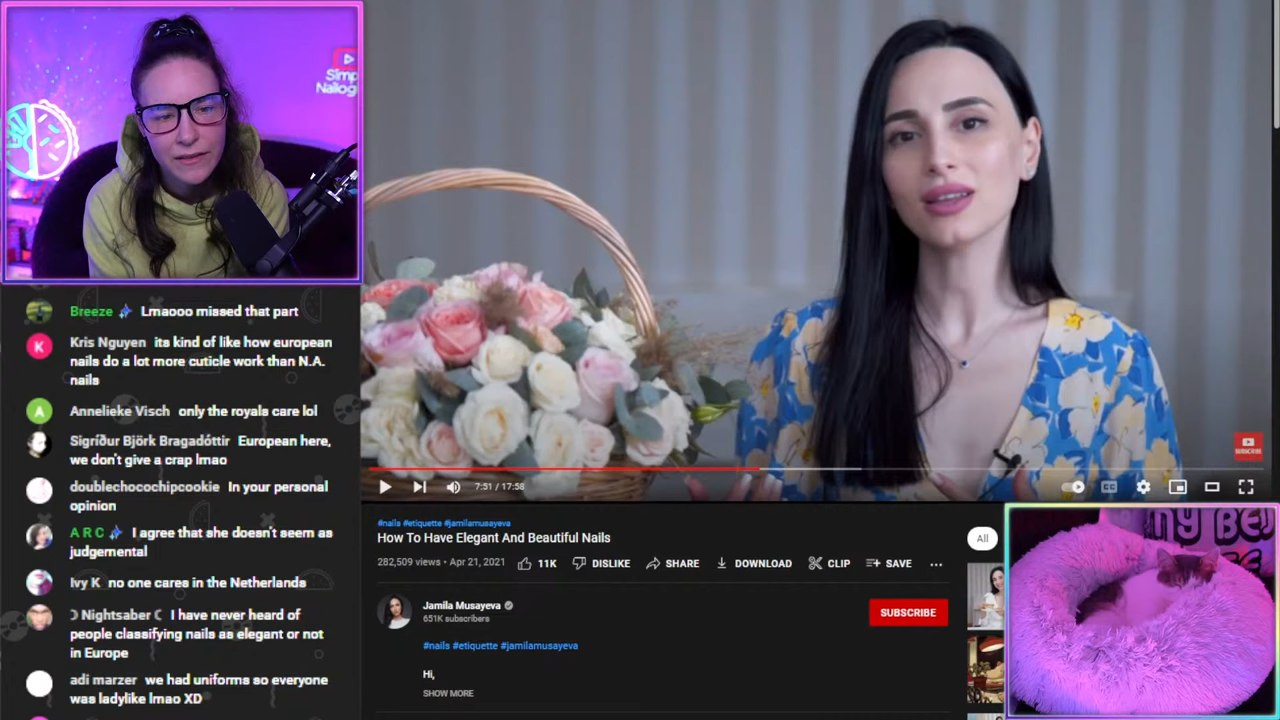 Simp
Nailog
Breeze Lmaooo missed that part
Kris Nguyen its kind of like how european
nails do a lot more cuticle work than N.A.
nails
Annelieke Visch only the royals care lol
Sigríður Björk Bragadóttir European here,
we don't give a crap lmao
doublechocochipcookie In your personal
opinion
A R C I agree that she doesn't seem as
judgemental
Ivy K no one cares in the Netherlands
☽ Nightsaber ☾ I have never heard of
people classifying nails as elegant or not
in Europe
adi marzer we had uniforms so everyone
was ladylike lmao XD
K
A
SUBSCRIBE
7:51 / 17:58
CC
#nails #etiquette #jamilamusayeva
How To Have Elegant And Beautiful Nails
282,509 views • Apr 21, 2021
11K
DISLIKE
SHARE
DOWNLOAD
CLIP
SAVE
...
All
Jamila Musayeva
651K subscribers
SUBSCRIBE
#nails #etiquette #jamilamusayeva
Hi,
SHOW MORE